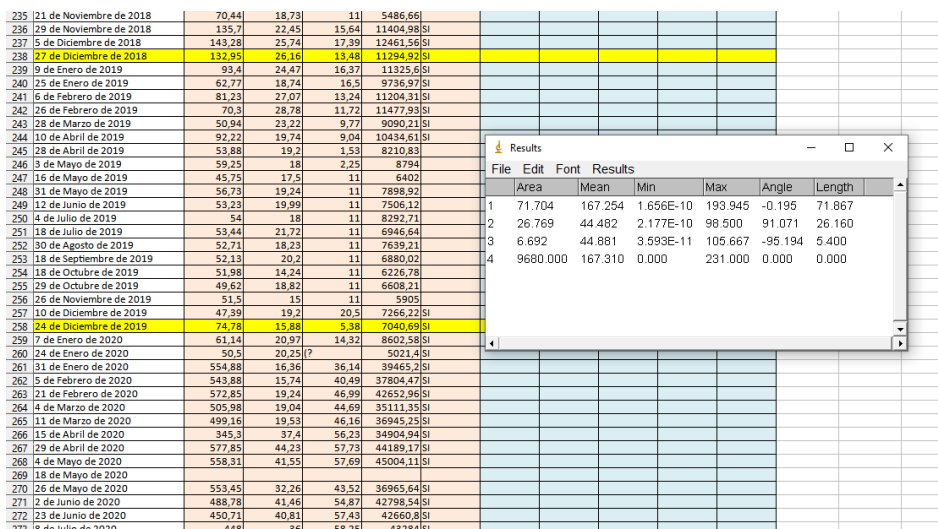 235 21 de Noviembre de 2018 70,44 18,73 11 5486,66
236 29 de Noviembre de 2018 135,7 22,45 15,64 11404,98 SI
237 5 de Diciembre de 2018 143,28 25,74 17,39 12461,56 SI
238 27 de Diciembre de 2018 132,95 26,16 13,48 11294,92 SI
239 9 de Enero de 2019 93,4 24,47 16,37 11325,6 SI
240 25 de Enero de 2019 62,77 18,74 16,5 9736,97 SI
241 6 de Febrero de 2019 81,23 27,07 13,24 11204,31 SI
242 26 de Febrero de 2019 70,3 28,78 11,72 11477,93 SI
243 28 de Marzo de 2019 50,94 23,22 9,77 9090,21 SI
244 10 de Abril de 2019 92,22 19,74 9,04 10434,61 SI
245 28 de Abril de 2019 53,88 19,2 1,53 8210,83
246 3 de Mayo de 2019 59,25 18 2,25 8794
247 16 de Mayo de 2019 45,75 17,5 11 6402
248 31 de Mayo de 2019 56,73 19,24 11 7898,92
249 12 de Junio de 2019 53,23 19,99 11 7506,12
250 4 de Julio de 2019 54 18 11 8292,71
251 18 de Julio de 2019 53,44 21,72 11 6946,64
252 30 de Agosto de 2019 52,71 18,23 11 7639,21
253 18 de Septiembre de 2019 52,13 20,2 11 6880,02
254 18 de Octubre de 2019 51,98 14,24 11 6226,78
255 29 de Octubre de 2019 49,62 18,82 11 6608,21
256 26 de Noviembre de 2019 51,5 15 11 5905
257 10 de Diciembre de 2019 47,39 19,2 20,5 7266,22 SI
258 24 de Diciembre de 2019 74,78 15,88 5,38 7040,69 SI
259 7 de Enero de 2020 61,14 20,97 14,32 8602,58 SI
260 24 de Enero de 2020 50,5 20,25 (? 5021,4 SI
261 31 de Enero de 2020 554,88 16,36 36,14 39465,2 SI
262 5 de Febrero de 2020 543,88 15,74 40,49 37804,47 SI
263 21 de Febrero de 2020 572,85 19,24 46,99 42652,96 SI
264 4 de Marzo de 2020 505,98 19,04 44,69 35111,35 SI
265 11 de Marzo de 2020 499,16 19,53 46,16 36945,25 SI
266 15 de Abril de 2020 345,3 37,4 56,23 34904,94 SI
267 29 de Abril de 2020 577,85 44,23 57,73 44189,17 SI
268 4 de Mayo de 2020 558,31 41,55 57,69 45004,11 SI
269 18 de Mayo de 2020
270 26 de Mayo de 2020 553,45 32,26 43,52 36965,64 SI
271 2 de Junio de 2020 488,78 41,46 54,87 42798,54 SI
272 23 de Junio de 2020 450,71 40,81 57,43 42660,8 SI
273 8 de Julio de 2020 448 36 58,25 43284 SI
Results
File Edit Font Results
Area Mean Min Max Angle Length
1 71.704 167.254 1.656E-10 193.945 -0.195 71.867
2 26.769 44.482 2.177E-10 98.500 91.071 26.160
3 6.692 44.881 3.593E-11 105.667 -95.194 5.400
4 9680.000 167.310 0.000 231.000 0.000 0.000